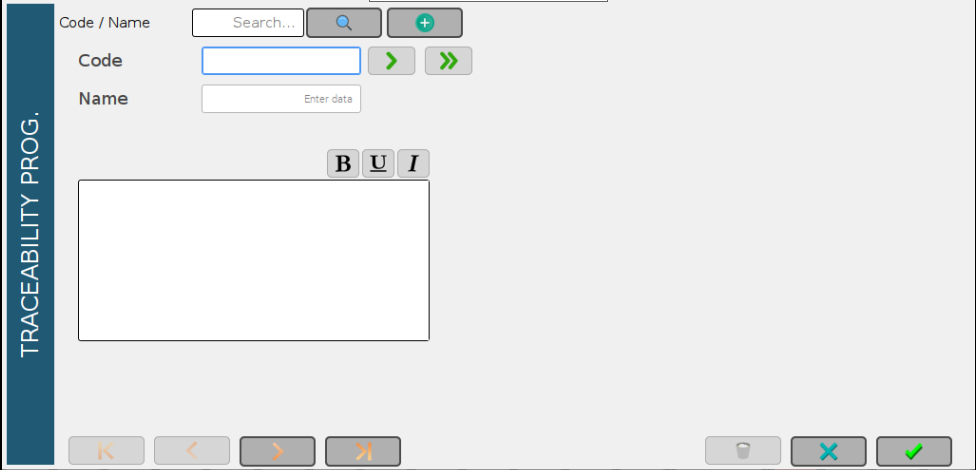 TRACEABILITY PROG.
Code / Name
Search...
Code
Name
Enter data
B U I